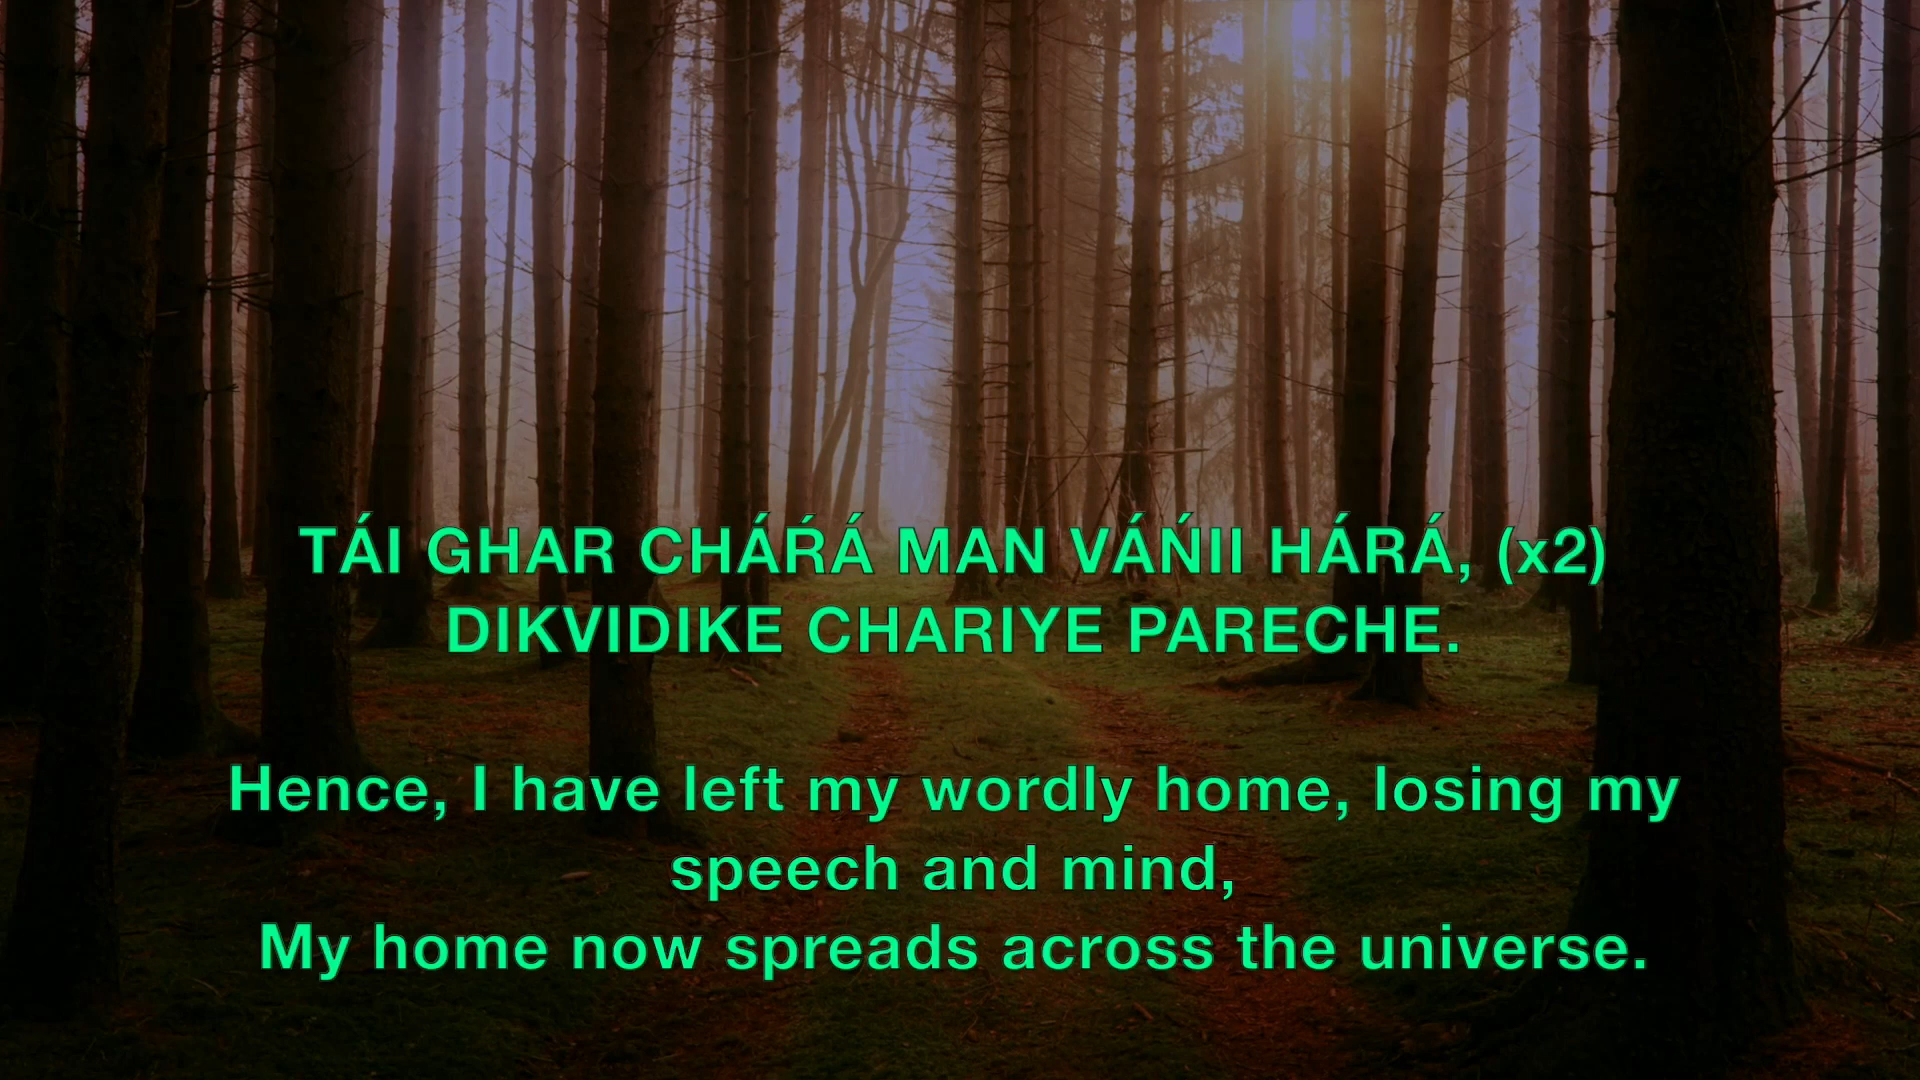 TÁI GHAR CHÁŔÁ MAN VÁŃII HÁRÁ, (x2)
DIKVIDIKE CHARIYE PARECHE.
Hence, I have left my wordly home, losing my
speech and mind,
My home now spreads across the universe.